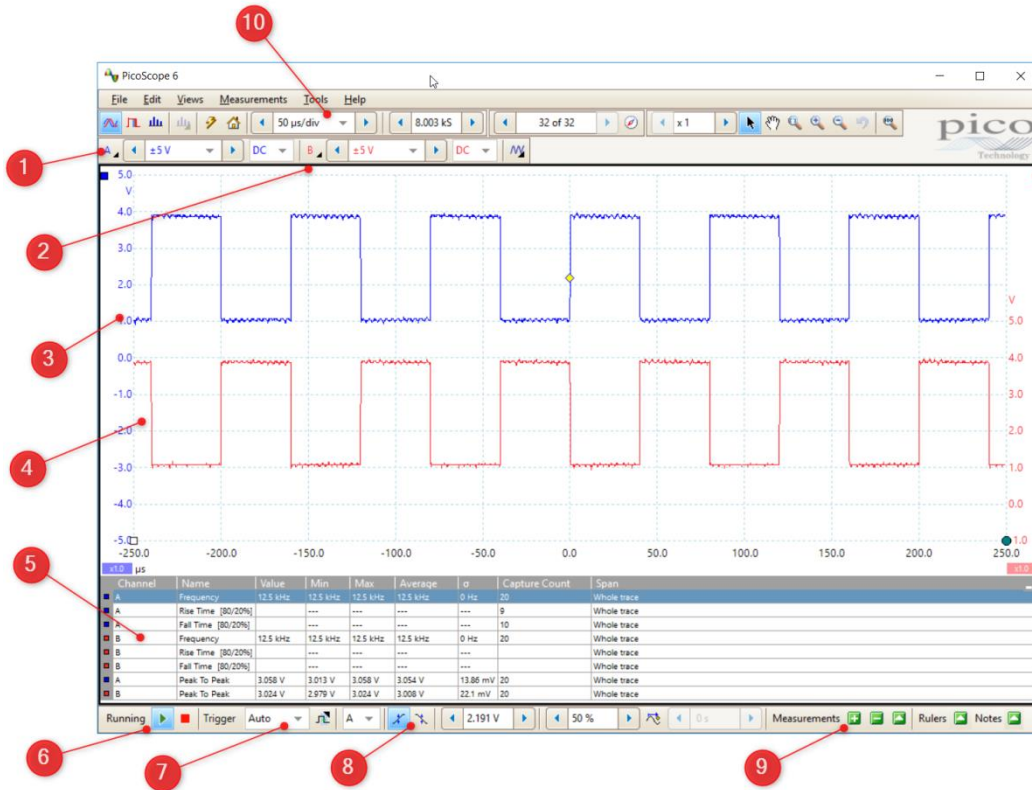 10
PicoScope 6
File Edit Views Measurements Tools Help
50 µs/div 8.003 kS 32 of 32 x 1
pico
Technology
1
A ±5 V DC B ±5 V DC
5.0
V
4.0
3.0
2
2.0
V
3
1.0 5.0
0.0 4.0
-1.0 3.0
4
-2.0 2.0
-3.0 1.0
-4.0 0.0
-5.0 -1.0
-250.0 -200.0 -150.0 -100.0 -50.0 0.0 50.0 100.0 150.0 200.0 250.0
x1.0 µs x1.0
5
Channel Name Value Min Max Average σ Capture Count Span
A Frequency 12.5 kHz 12.5 kHz 12.5 kHz 12.5 kHz 0 Hz 20 Whole trace
A Rise Time [80/20%] --- --- --- --- 9 Whole trace
A Fall Time [80/20%] --- --- --- --- 10 Whole trace
B Frequency 12.5 kHz 12.5 kHz 12.5 kHz 12.5 kHz 0 Hz 20 Whole trace
B Rise Time [80/20%] --- --- --- --- Whole trace
B Fall Time [80/20%] --- --- --- --- Whole trace
A Peak To Peak 3.058 V 3.013 V 3.058 V 3.054 V 13.86 mV 20 Whole trace
B Peak To Peak 3.024 V 2.979 V 3.024 V 3.008 V 22.1 mV 20 Whole trace
Running Trigger Auto A 2.191 V 50 % 0 s Measurements Rulers Notes
6 7 8 9